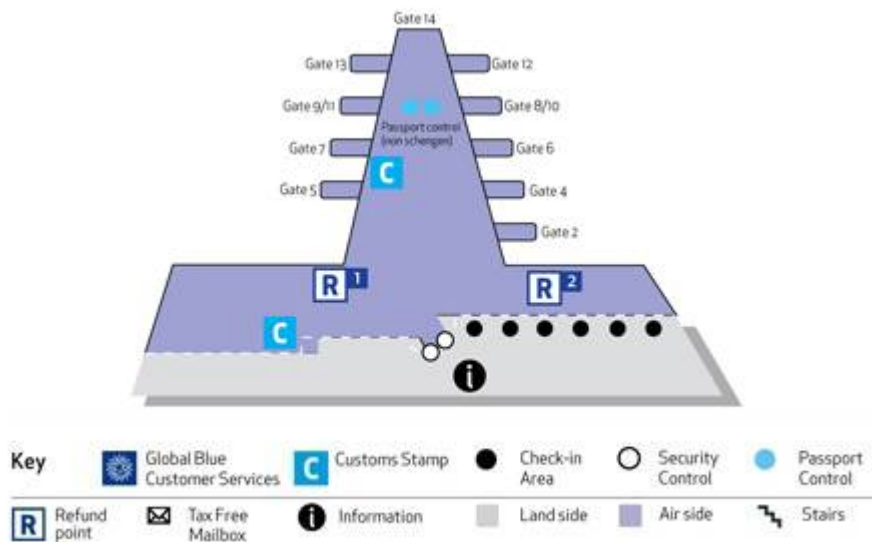 Gate 14
Gate 13
Gate 12
Gate 9/11
Gate 8/10
Passport control
(non schengen)
Gate 7
Gate 6
C
Gate 5
Gate 4
Gate 2
R 1
R 2
C
i
Key
Global Blue
Customer Services
C Customs Stamp
Check-in
Area
Security
Control
Passport
Control
R Refund
point
Tax Free
Mailbox
i Information
Land side
Air side
Stairs